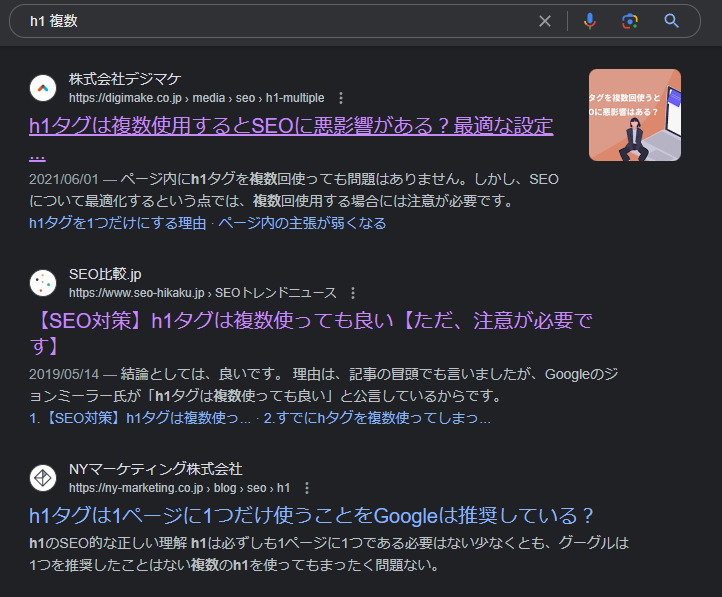 h1 複数
株式会社デジマケ
https://digimake.co.jp › media › seo › h1-multiple
h1タグは複数使用するとSEOに悪影響がある？最適な設定
...
タグを複数回使うと
Oに悪影響はある？
2021/06/01 — ページ内にh1タグを複数回使っても問題はありません。しかし、SEO
について最適化するという点では、複数回使用する場合には注意が必要です。
h1タグを1つだけにする理由 · ページ内の主張が弱くなる
SEO比較.jp
https://www.seo-hikaku.jp › SEOトレンドニュース
【SEO対策】h1タグは複数使っても良い【ただ、注意が必要で
す】
2019/05/14 — 結論としては、良いです。 理由は、記事の冒頭でも言いましたが、Googleのジ
ョンミーラー氏が「h1タグは複数使っても良い」と公言しているからです。
1.【SEO対策】h1タグは複数使っ... · 2.すでにhタグを複数使ってしまっ...
NYマーケティング株式会社
https://ny-marketing.co.jp › blog › seo › h1
h1タグは1ページに1つだけ使うことをGoogleは推奨している？
h1のSEO的な正しい理解 h1は必ずしも1ページに1つである必要はない少なくとも、グーグルは
1つを推奨したことはない複数のh1を使ってもまったく問題ない。